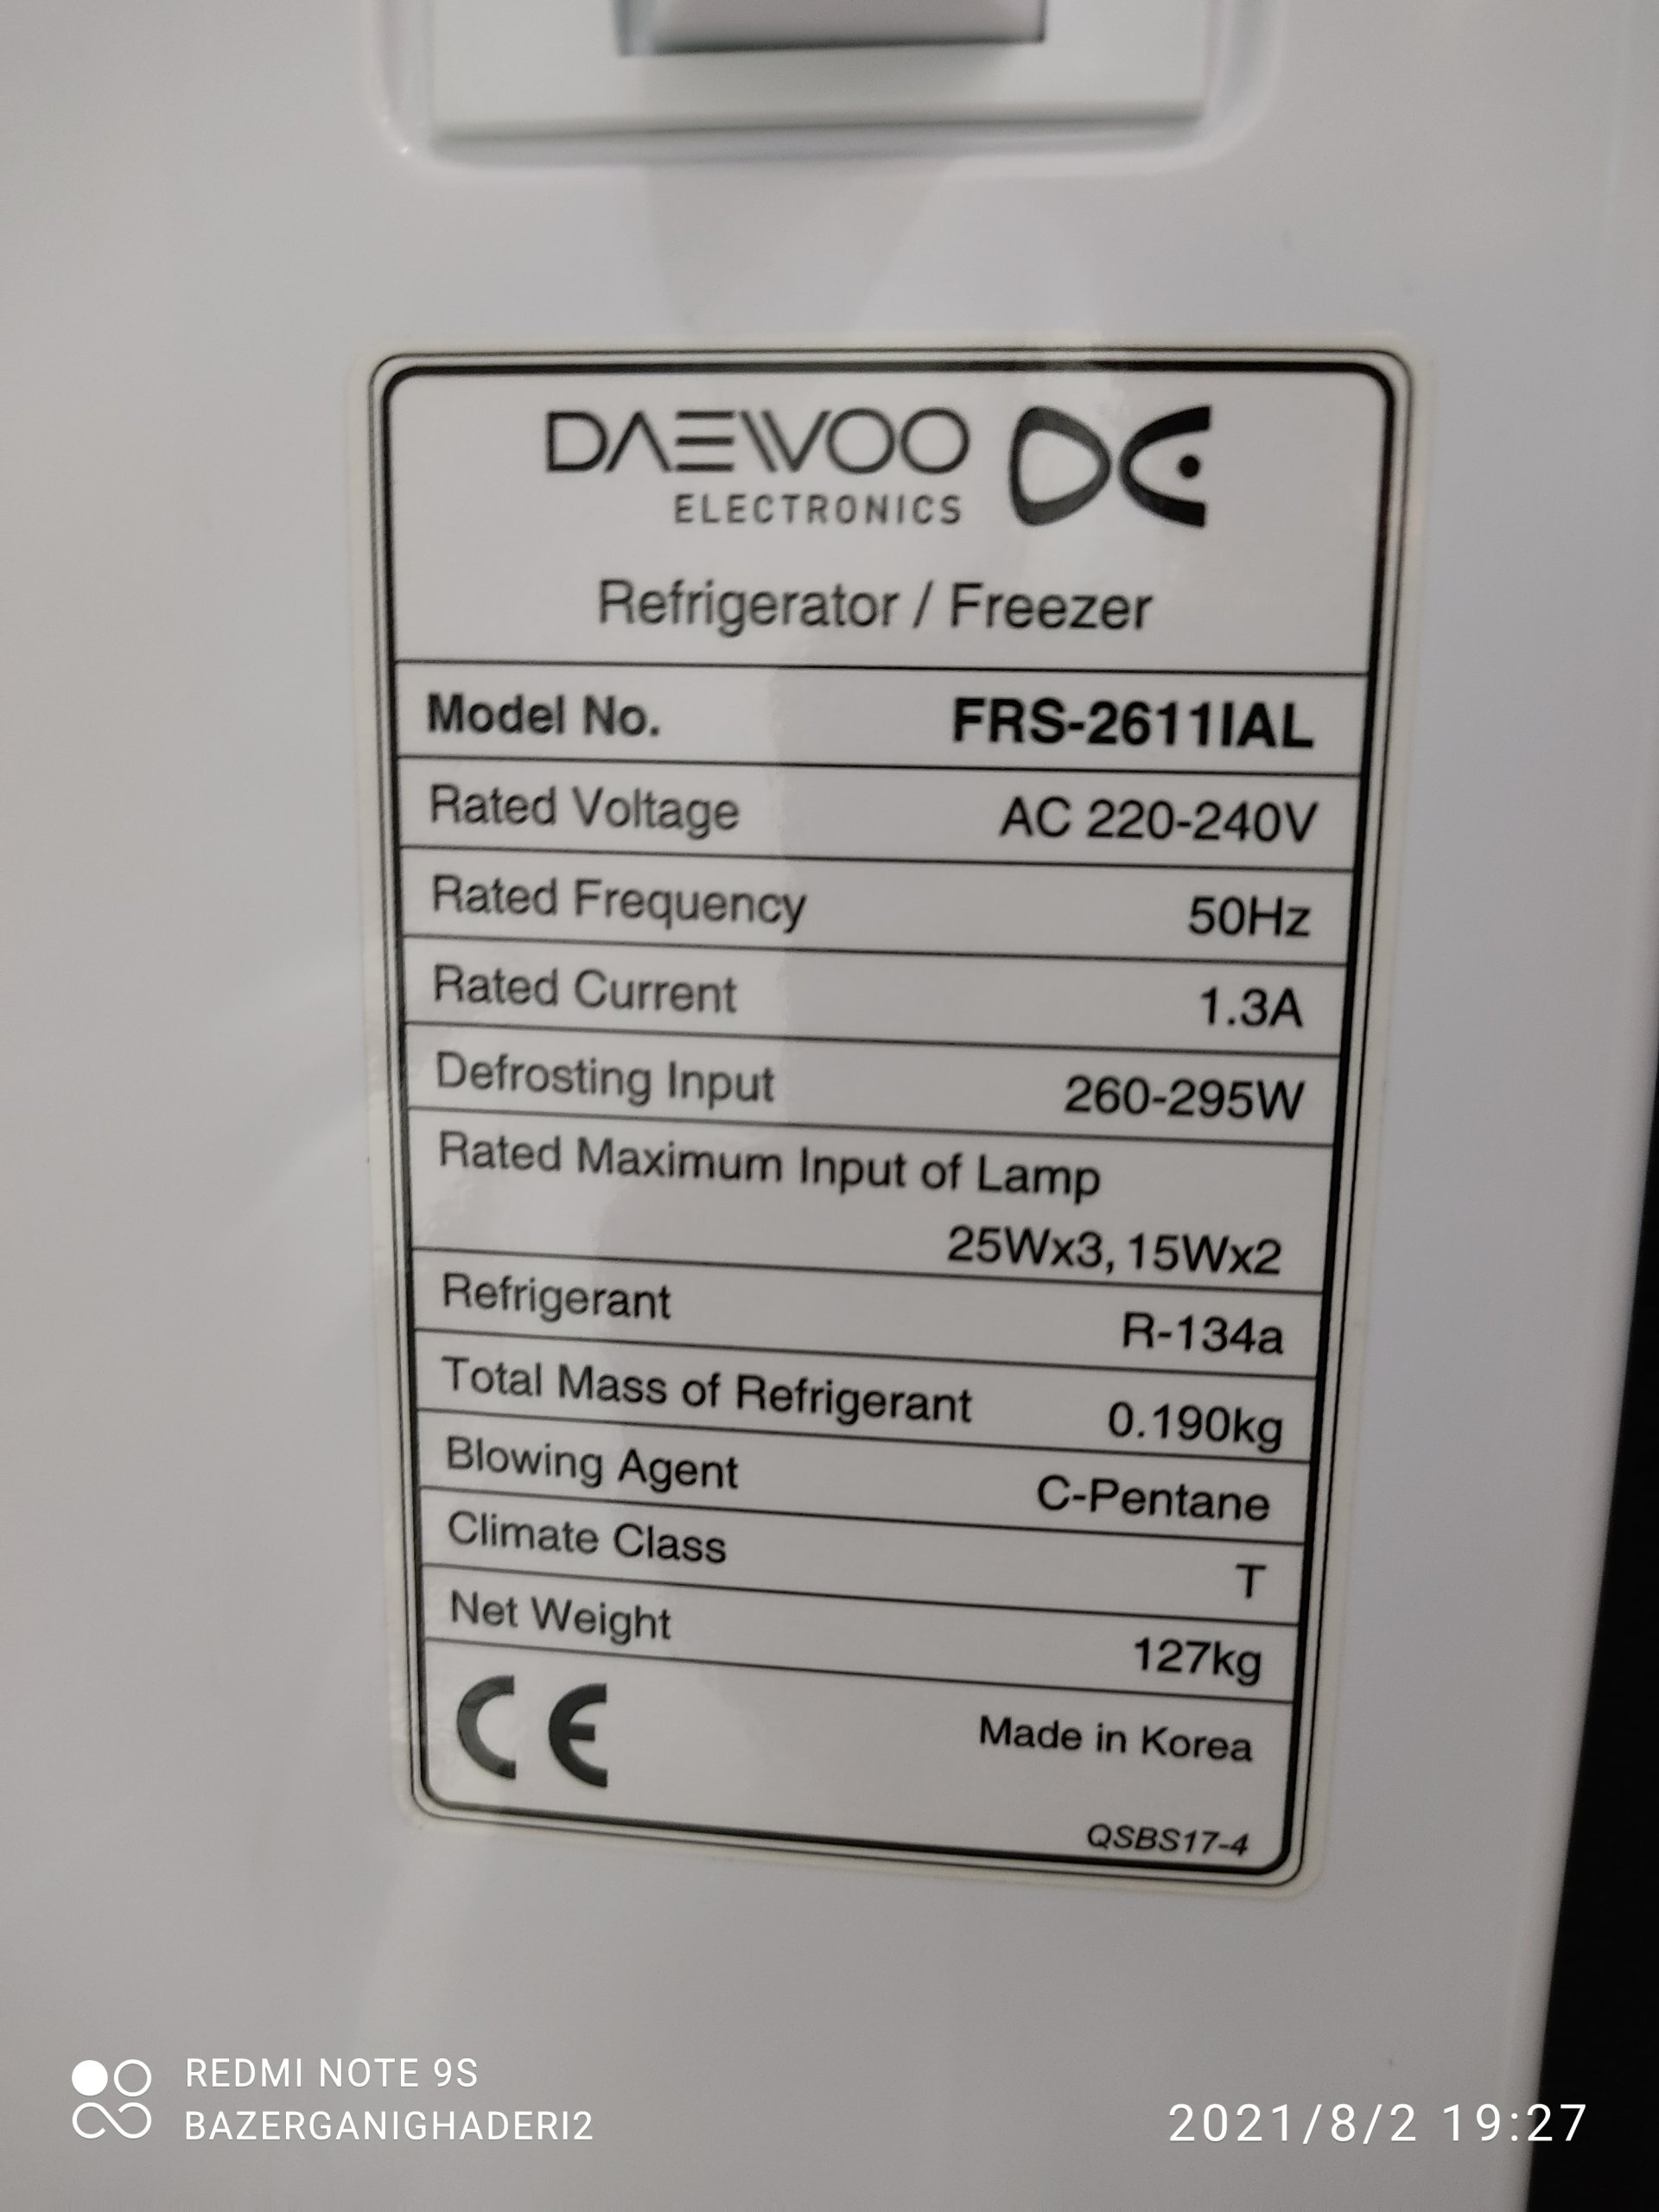 DAEWOO
ELECTRONICS
Refrigerator / Freezer
Model No. FRS-2611IAL
Rated Voltage AC 220-240V
Rated Frequency 50Hz
Rated Current 1.3A
Defrosting Input 260-295W
Rated Maximum Input of Lamp
25Wx3, 15Wx2
Refrigerant R-134a
Total Mass of Refrigerant 0.190kg
Blowing Agent C-Pentane
Climate Class T
Net Weight 127kg
CE
Made in Korea
QSBS17-4
REDMI NOTE 9S
BAZERGANIGHADERI2
2021/8/2 19:27